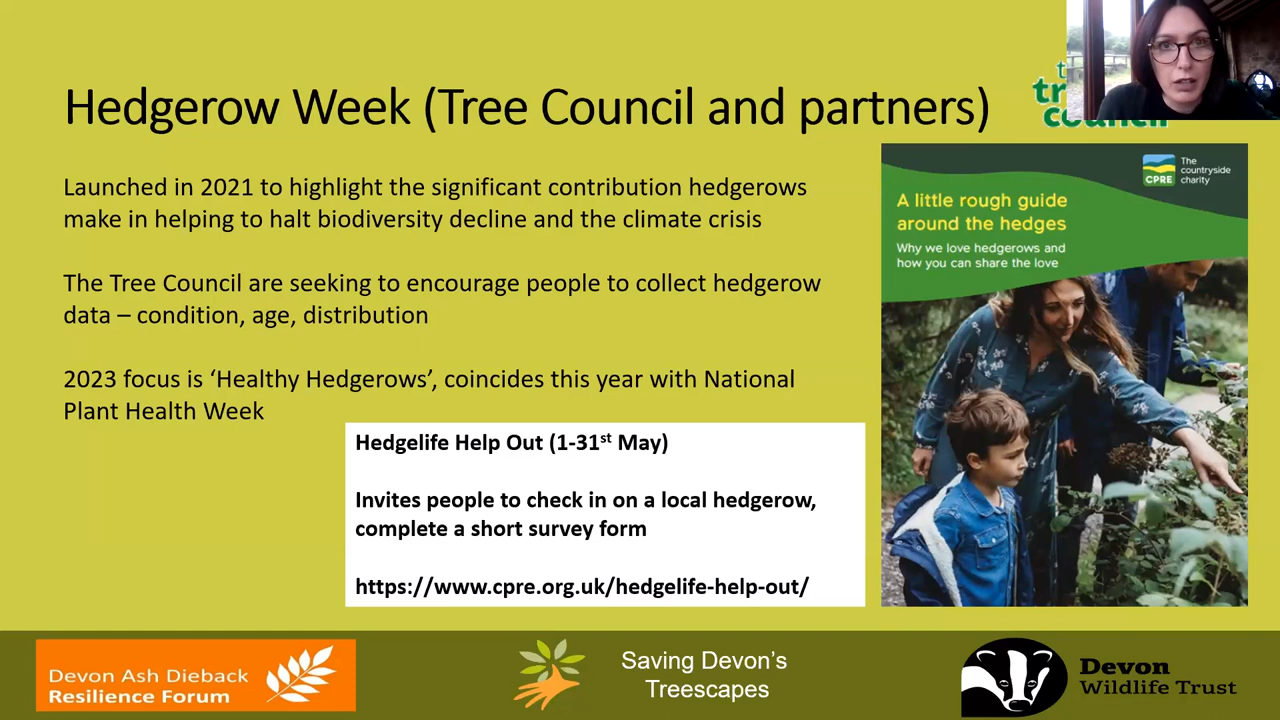 Hedgerow Week (Tree Council and partners)
Launched in 2021 to highlight the significant contribution hedgerows
make in helping to halt biodiversity decline and the climate crisis
The Tree Council are seeking to encourage people to collect hedgerow
data – condition, age, distribution
2023 focus is ‘Healthy Hedgerows’, coincides this year with National
Plant Health Week
Hedgelife Help Out (1-31st May)
Invites people to check in on a local hedgerow,
complete a short survey form
https://www.cpre.org.uk/hedgelife-help-out/
CPRE
The
countryside
charity
A little rough guide
around the hedges
Why we love hedgerows and
how you can share the love
Devon Ash Dieback
Resilience Forum
Saving Devon’s
Treescapes
Devon
Wildlife Trust